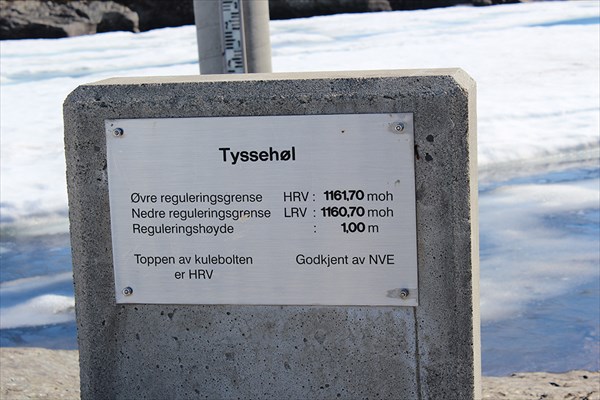 Tyssehøl
Øvre reguleringsgrense HRV : 1161,70 moh
Nedre reguleringsgrense LRV : 1160,70 moh
Reguleringshøyde : 1,00 m
Toppen av kulebolten Godkjent av NVE
er HRV